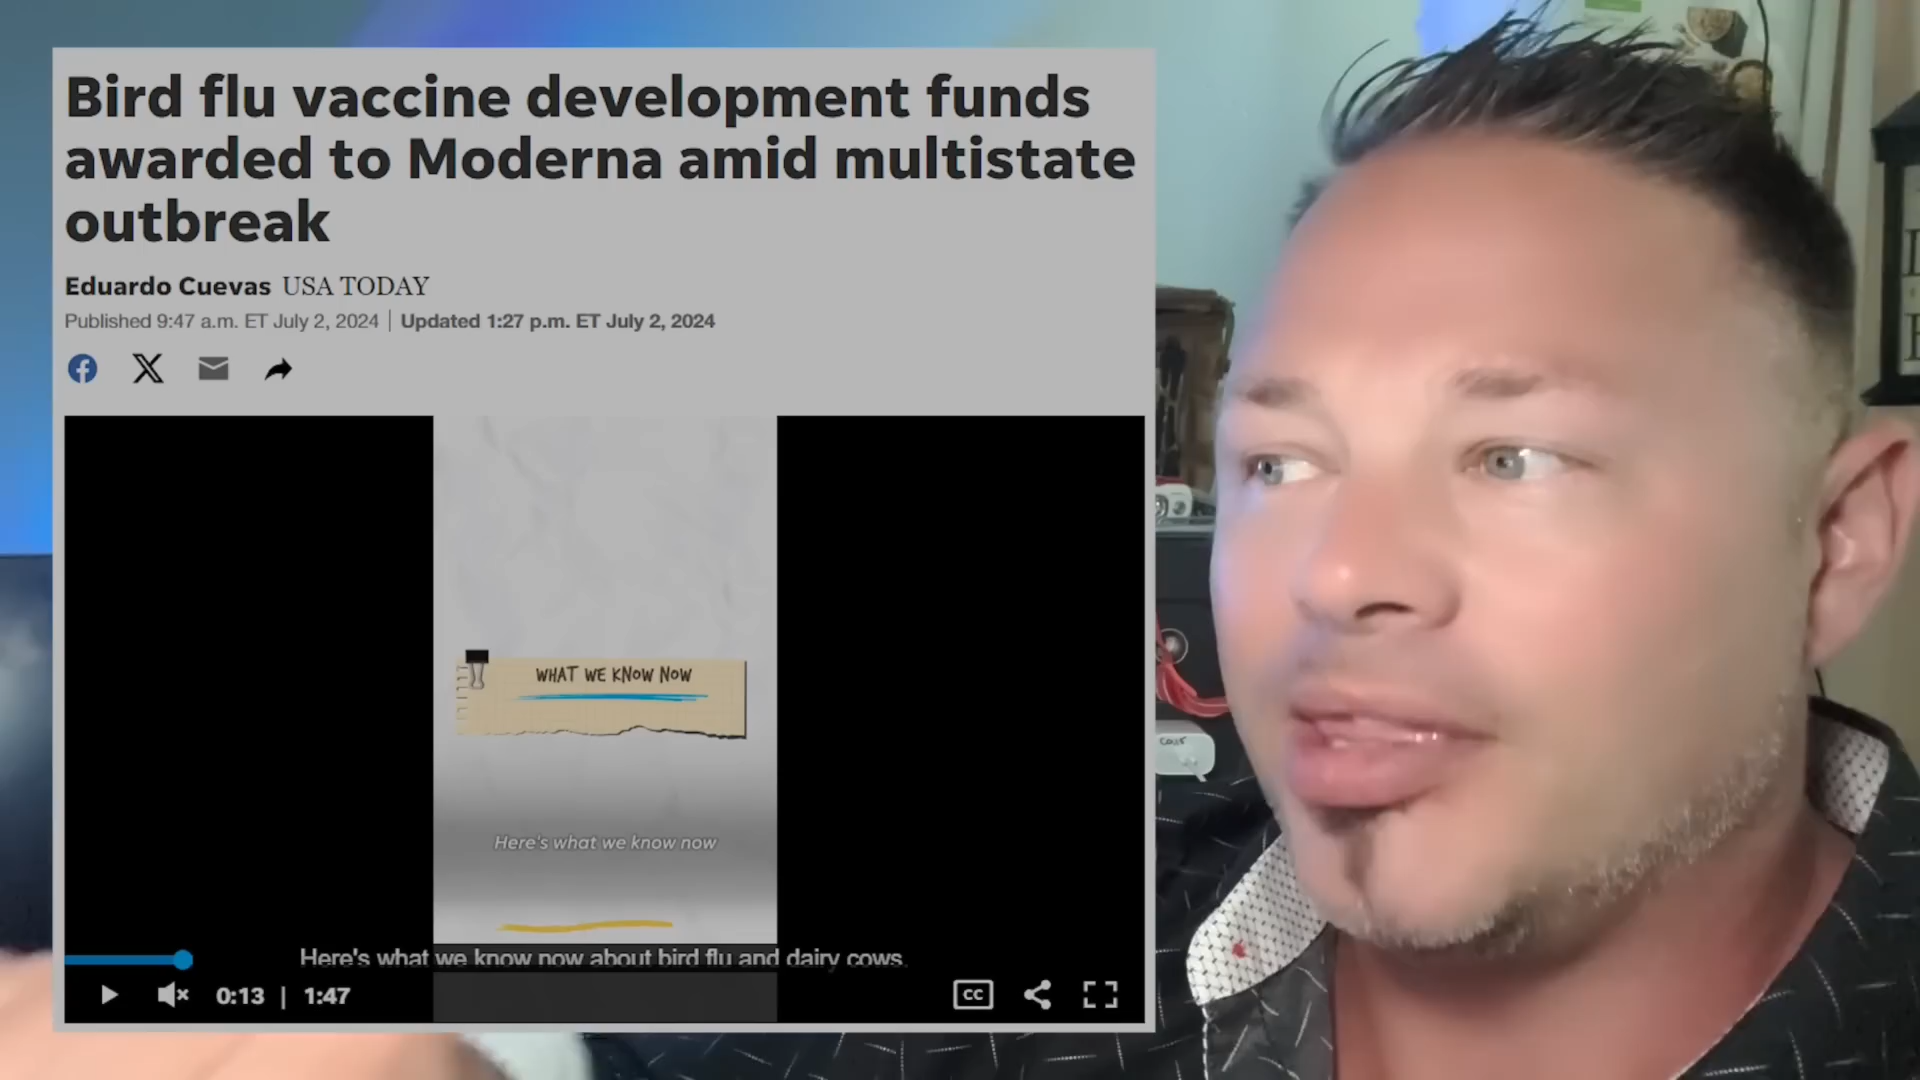 Bird flu vaccine development funds
awarded to Moderna amid multistate
outbreak
Eduardo Cuevas USA TODAY
Published 9:47 a.m. ET July 2, 2024 | Updated 1:27 p.m. ET July 2, 2024
WHAT WE KNOW NOW
Here's what we know now
Here's what we know now about bird flu and dairy cows.
0:13 | 1:47
CC